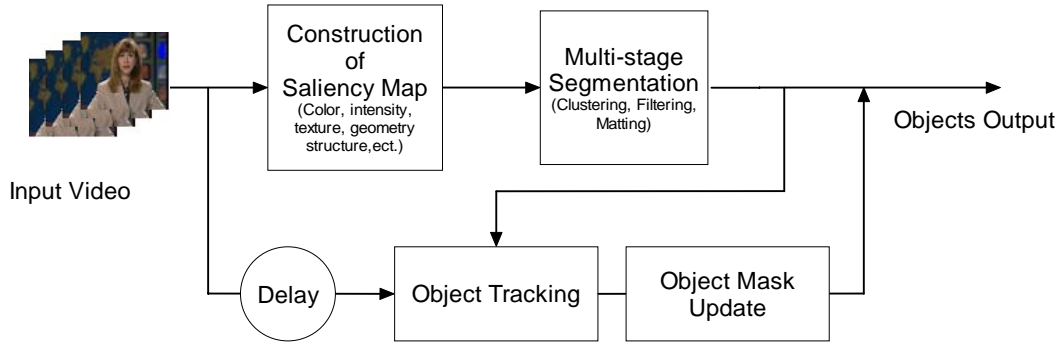 Construction
of
Saliency Map
(Color, intensity,
texture, geometry
structure,ect.)
Multi-stage
Segmentation
(Clustering, Filtering,
Matting)
Objects Output
Input Video
Delay
Object Tracking
Object Mask
Update